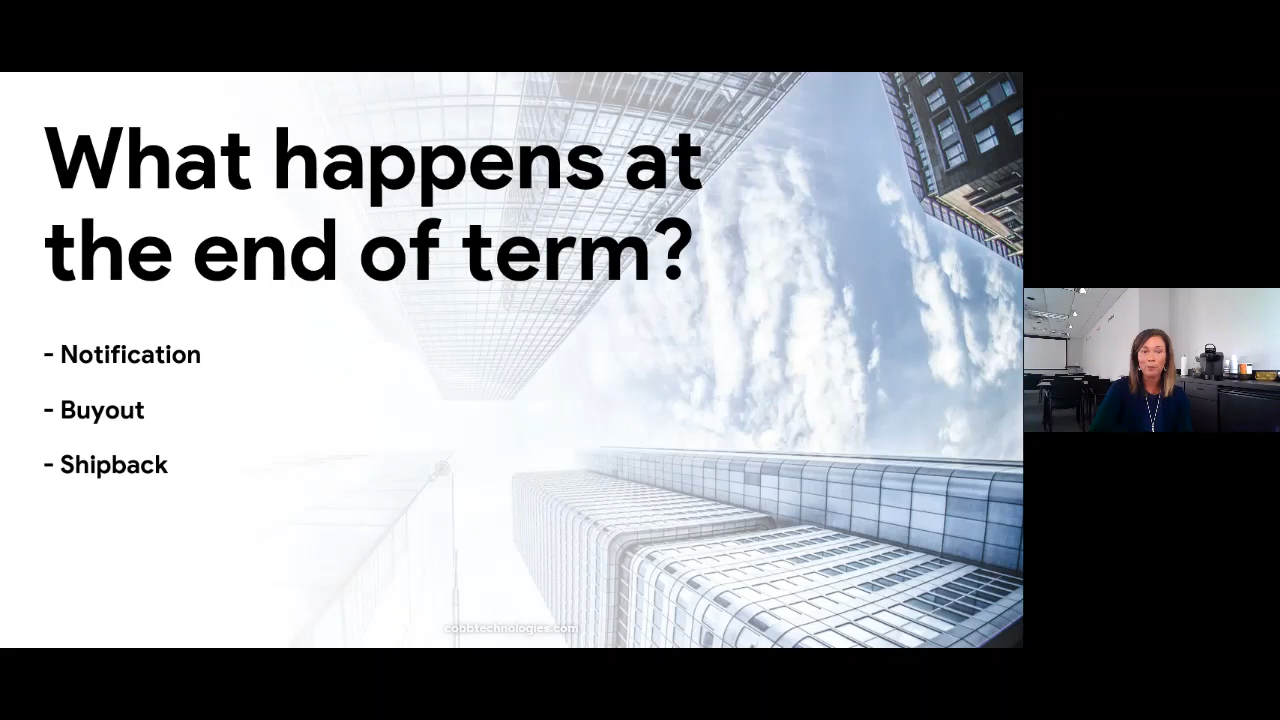 What happens at
the end of term?
- Notification
- Buyout
- Shipback
cobbtechnologies.com